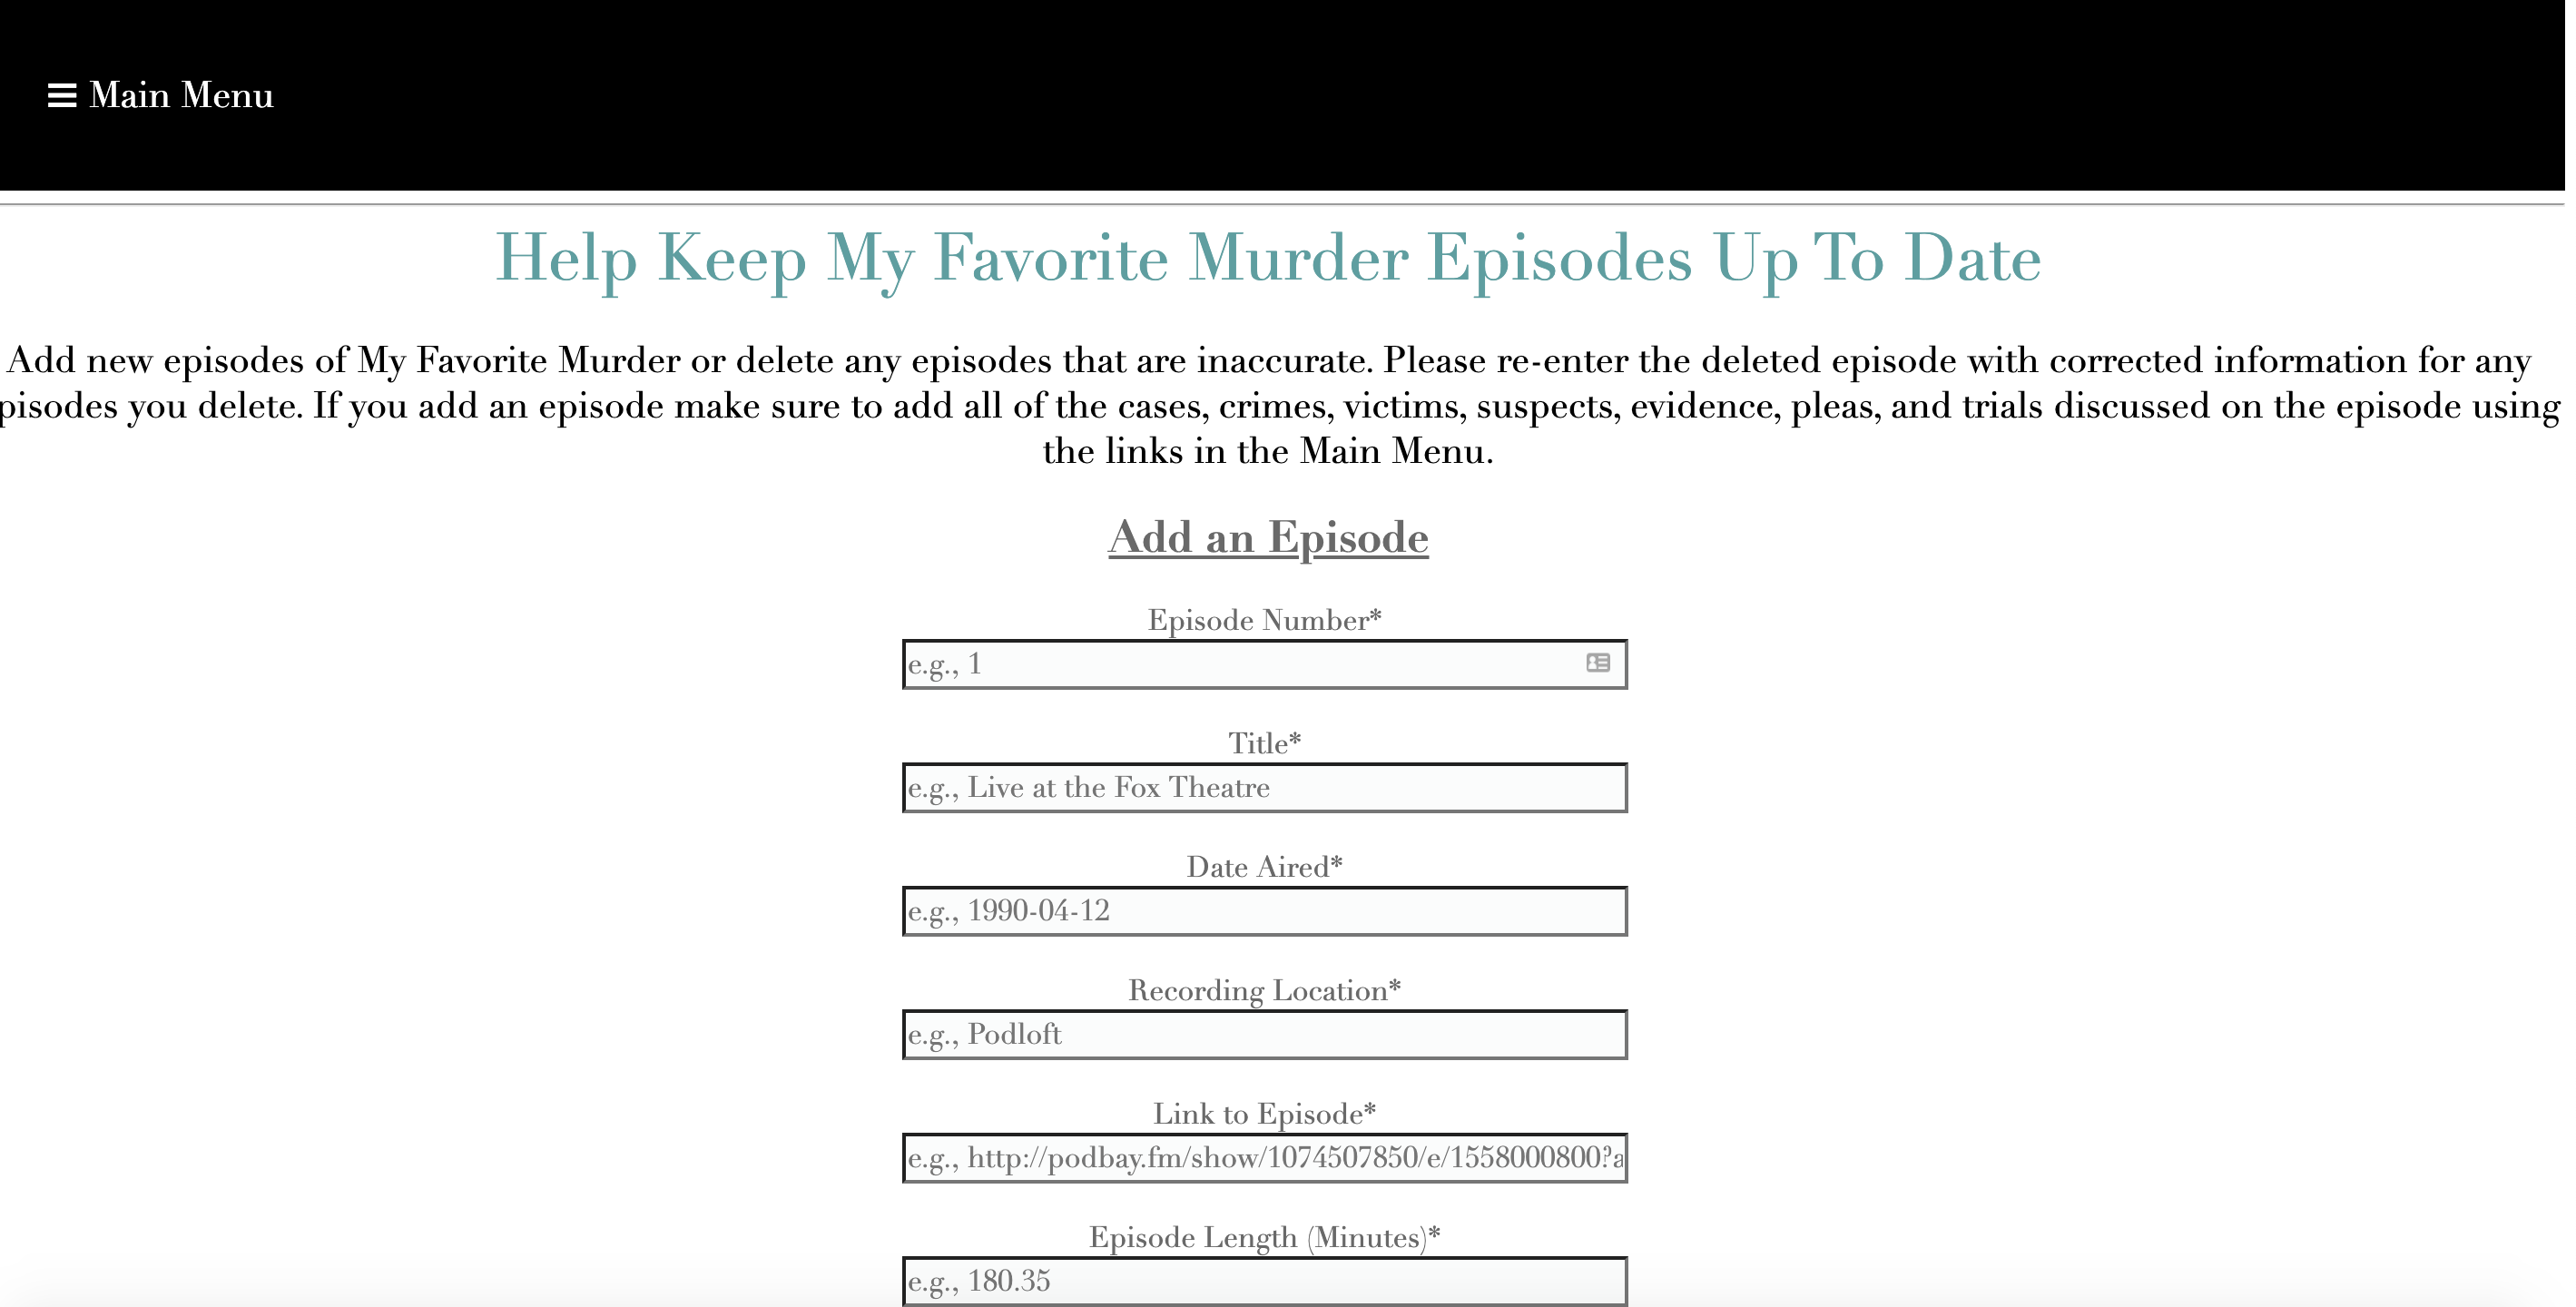 Main Menu
Help Keep My Favorite Murder Episodes Up To Date
Add new episodes of My Favorite Murder or delete any episodes that are inaccurate. Please re-enter the deleted episode with corrected information for any
pisodes you delete. If you add an episode make sure to add all of the cases, crimes, victims, suspects, evidence, pleas, and trials discussed on the episode using
the links in the Main Menu.
Add an Episode
Episode Number*
e.g., 1
Title*
e.g., Live at the Fox Theatre
Date Aired*
e.g., 1990-04-12
Recording Location*
e.g., Podloft
Link to Episode*
e.g., http://podbay.fm/show/1074507850/e/1558000800?a
Episode Length (Minutes)*
e.g., 180.35